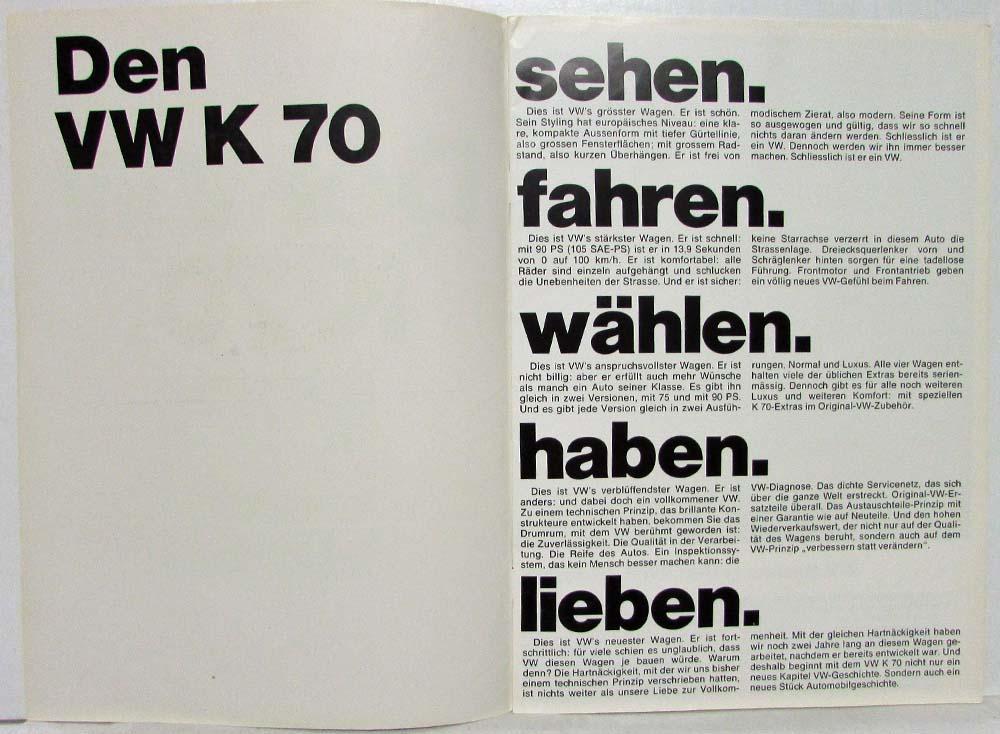 Den
VW K 70
sehen.
Dies ist VW's grösster Wagen. Er ist schön.
Sein Styling hat europäisches Niveau: eine kla-
re, kompakte Aussenform mit tiefer Gürtellinie,
also grossen Fensterflächen; mit grossem Rad-
stand, also kurzen Überhängen. Er ist frei von
modischem Zierat, also modern. Seine Form ist
so ausgewogen und gültig, dass wir so schnell
nichts daran ändern werden. Schliesslich ist er
ein VW. Dennoch werden wir ihn immer besser
machen. Schliesslich ist er ein VW.
fahren.
Dies ist VW's stärkster Wagen. Er ist schnell:
mit 90 PS (105 SAE-PS) ist er in 13,9 Sekunden
von 0 auf 100 km/h. Er ist komfortabel: alle
Räder sind einzeln aufgehängt und schlucken
die Unebenheiten der Strasse. Und er ist sicher:
keine Starrachse verzerrt in diesem Auto die
Strassenlage. Dreiecksquerlenker vorn und
Schräglenker hinten sorgen für eine tadellose
Führung. Frontmotor und Frontantrieb geben
ein völlig neues VW-Gefühl beim Fahren.
wählen.
Dies ist VW's anspruchsvollster Wagen. Er ist
nicht billig: aber er erfüllt auch mehr Wünsche
als manch ein Auto seiner Klasse. Es gibt ihn
gleich in zwei Versionen, mit 75 und mit 90 PS.
Und es gibt jede Version gleich in zwei Ausfüh-
rungen, Normal und Luxus. Alle vier Wagen ent-
halten viele der üblichen Extras bereits serien-
mässig. Dennoch gibt es für alle noch weiteren
Luxus und weiteren Komfort: mit speziellen
K 70-Extras im Original-VW-Zubehör.
haben.
Dies ist VW's verblüffendster Wagen. Er ist
anders: und dabei doch ein vollkommener VW.
Zu einem technischen Prinzip, das brillante Kon-
strukteure entwickelt haben, bekommen Sie das
Drumrum, mit dem VW berühmt geworden ist:
die Zuverlässigkeit. Die Qualität in der Verarbei-
tung. Die Reife des Autos. Ein Inspektionssy-
stem, das kein Mensch besser machen kann: die
VW-Diagnose. Das dichte Servicenetz, das sich
über die ganze Welt erstreckt. Original-VW-Er-
satzteile überall. Das Austauschteile-Prinzip mit
einer Garantie wie auf Neuteile. Und den hohen
Wiederverkaufswert, der nicht nur auf der Quali-
tät des Wagens beruht, sondern auch auf dem
VW-Prinzip „verbessern statt verändern".
lieben.
Dies ist VW's neuester Wagen. Er ist fort-
schrittlich: für viele schien es unglaublich, dass
VW diesen Wagen je bauen würde. Warum
denn? Die Hartnäckigkeit, mit der wir uns bisher
einem technischen Prinzip verschrieben hatten,
ist nichts weiter als unsere Liebe zur Vollkom-
menheit. Mit der gleichen Hartnäckigkeit haben
wir noch zwei Jahre lang an diesem Wagen ge-
arbeitet, nachdem er bereits entwickelt war. Und
deshalb beginnt mit dem VW K 70 nicht nur ein
neues Kapitel VW-Geschichte. Sondern auch ein
neues Stück Automobilgeschichte.